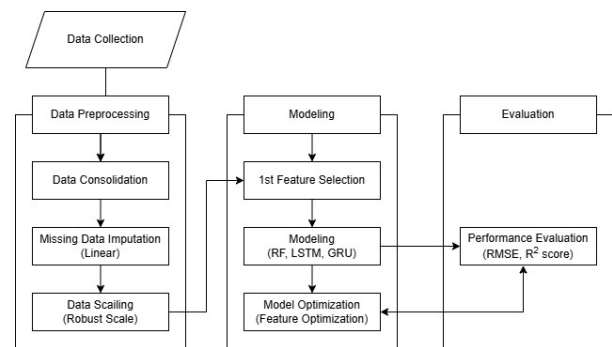 Data Collection
Data Preprocessing
Data Consolidation
Missing Data Imputation
(Linear)
Data Scailing
(Robust Scale)
Modeling
1st Feature Selection
Modeling
(RF, LSTM, GRU)
Model Optimization
(Feature Optimization)
Evaluation
Performance Evaluation
(RMSE, R² score)